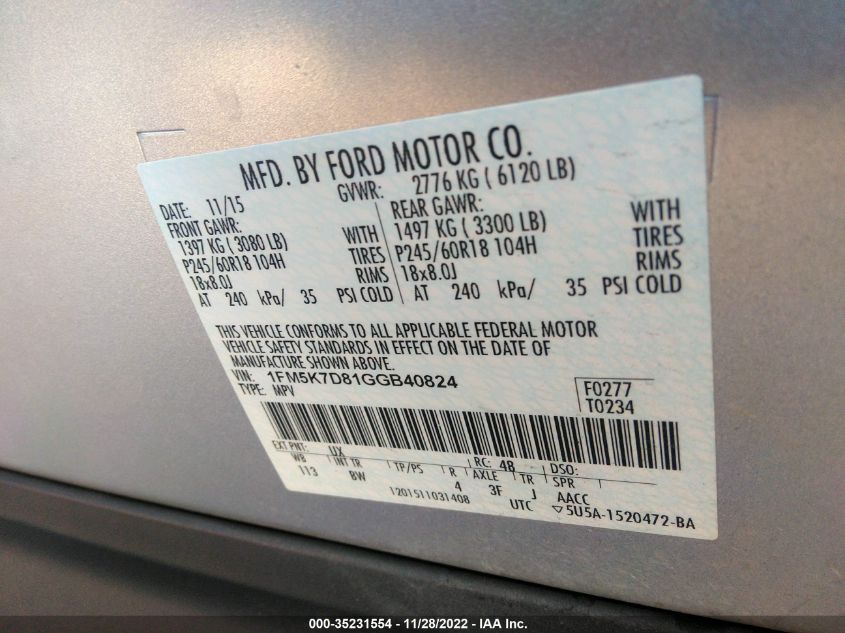 MFD. BY FORD MOTOR CO.
DATE: 11/15 GVWR: 2776 KG ( 6120 LB)
FRONT GAWR: REAR GAWR:
1397 KG ( 3080 LB) WITH 1497 KG ( 3300 LB) WITH
P245/60R18 104H TIRES P245/60R18 104H TIRES
18x8.0J RIMS 18x8.0J RIMS
AT 240 kPa/ 35 PSI COLD AT 240 kPa/ 35 PSI COLD
THIS VEHICLE CONFORMS TO ALL APPLICABLE FEDERAL MOTOR
VEHICLE SAFETY STANDARDS IN EFFECT ON THE DATE OF
MANUFACTURE SHOWN ABOVE.
VIN: 1FM5K7D81GGB40824
TYPE: MPV
F0277
T0234
EXT PNT: UX RC: 48 DSO:
WB INT TR TP/PS R AXLE TR SPR
113 BW 4 3F J AACC
1201511031408 UTC ▽5U5A-1520472-BA
000-35231554 • 11/28/2022 - IAA Inc.